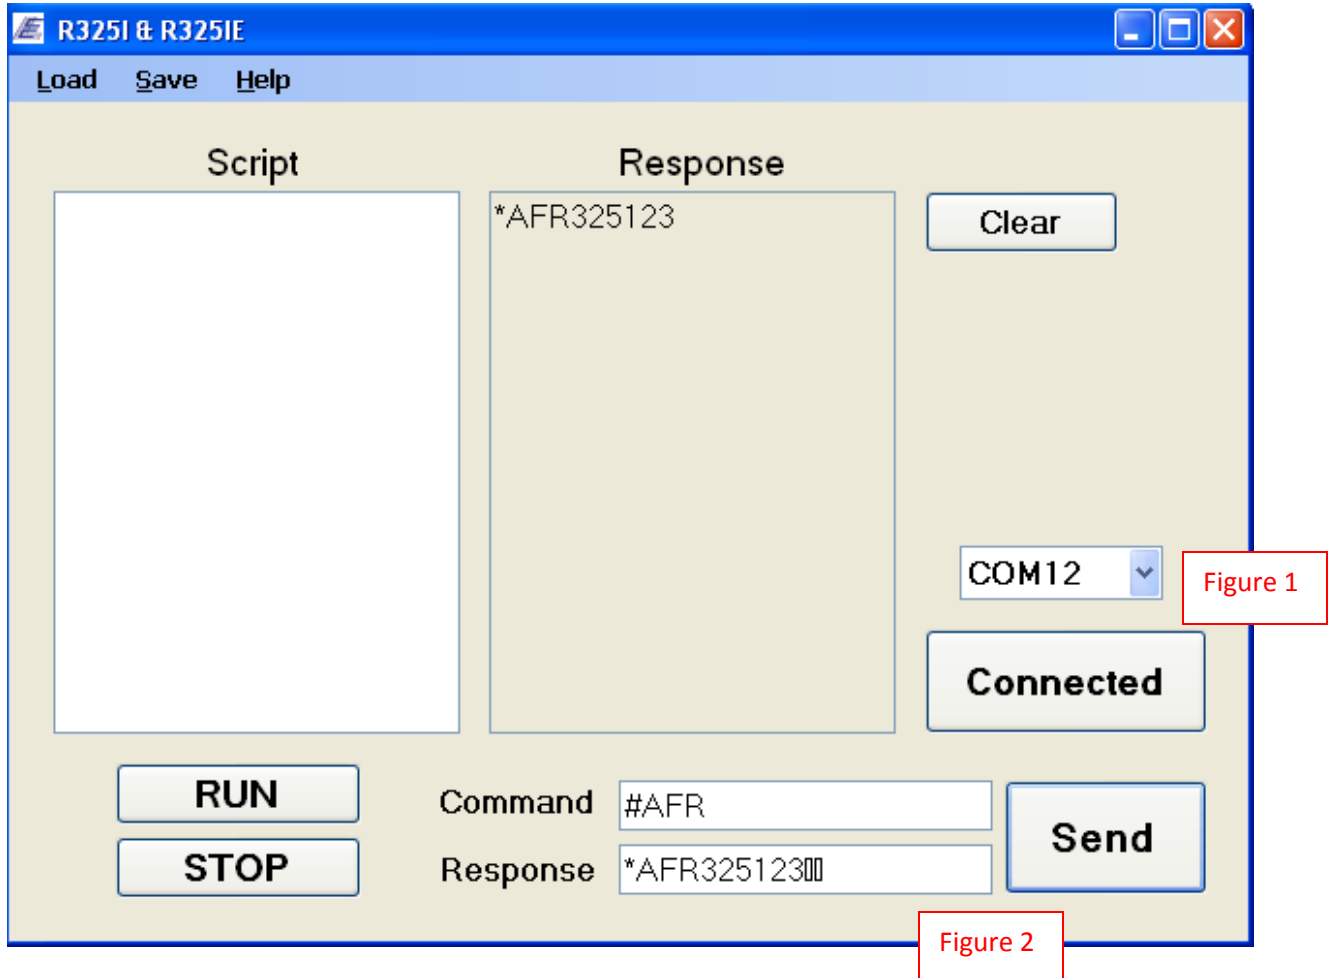 R325I & R325IE
Load Save Help
Script
Response
*AFR325123
Clear
COM12
Figure 1
Connected
RUN
Command
#AFR
Send
STOP
Response
*AFR325123▯▯
Figure 2